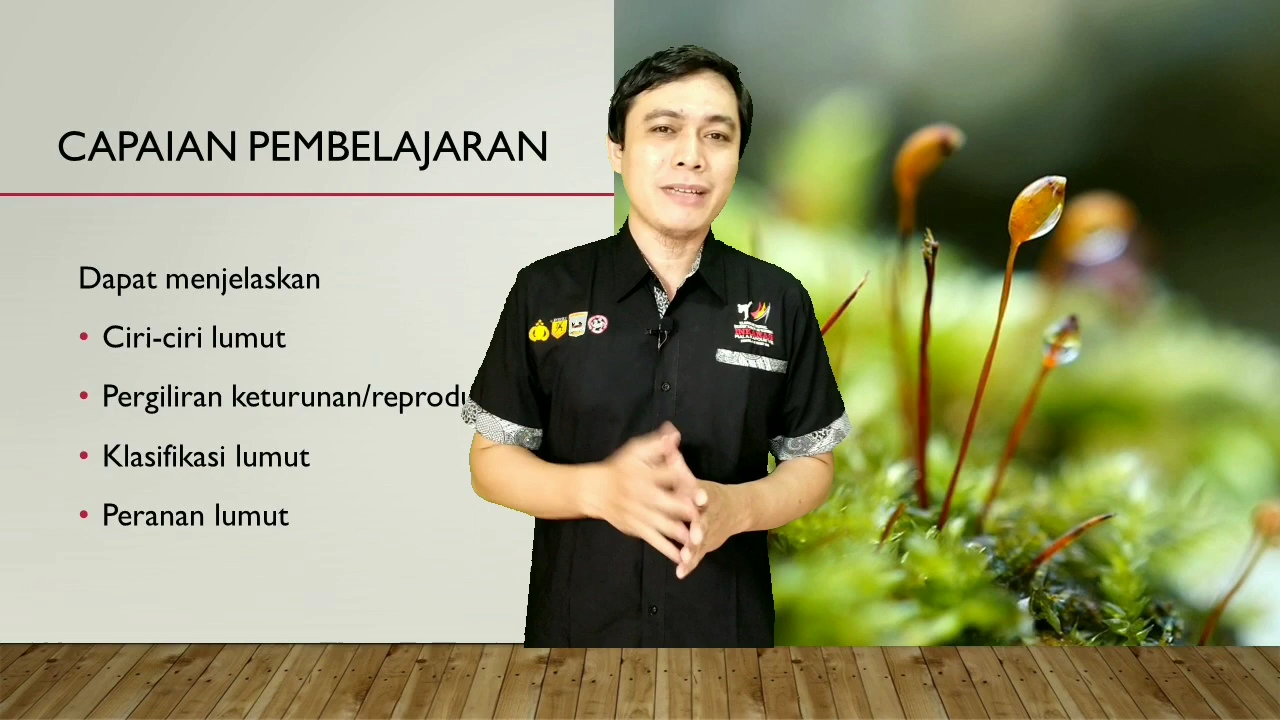 CAPAIAN PEMBELAJARAN
Dapat menjelaskan
• Ciri-ciri lumut
• Pergiliran keturunan/reprodu
• Klasifikasi lumut
• Peranan lumut